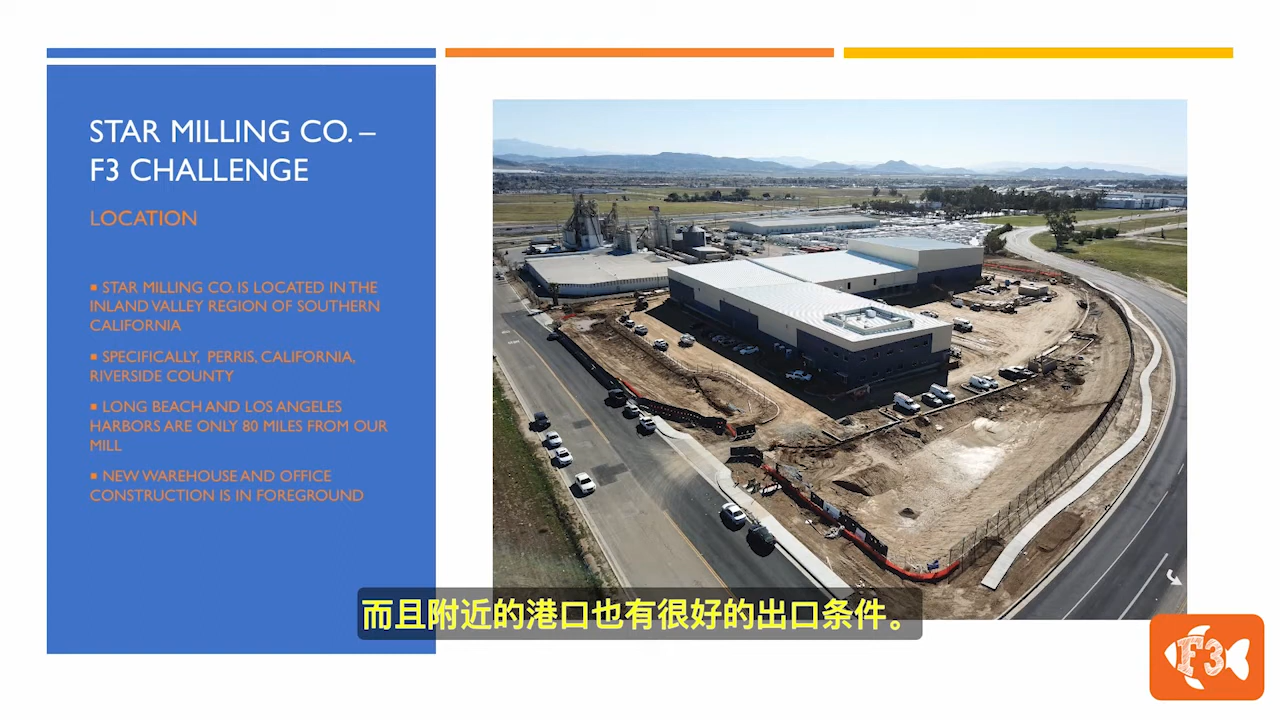 STAR MILLING CO. –
F3 CHALLENGE
LOCATION
▪ STAR MILLING CO. IS LOCATED IN THE
INLAND VALLEY REGION OF SOUTHERN
CALIFORNIA
▪ SPECIFICALLY, PERRIS, CALIFORNIA,
RIVERSIDE COUNTY
▪ LONG BEACH AND LOS ANGELES
HARBORS ARE ONLY 80 MILES FROM OUR
MILL
▪ NEW WAREHOUSE AND OFFICE
CONSTRUCTION IS IN FOREGROUND
而且附近的港口也有很好的出口条件。
F3